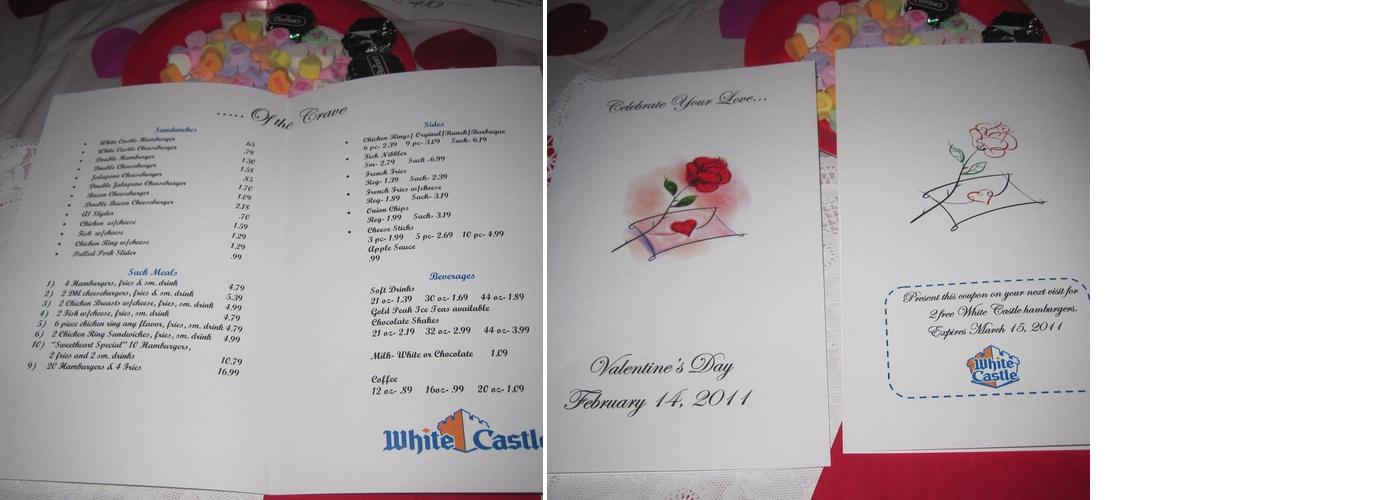 ..... Of the Crave
Sandwiches
White Castle Hamburger .65
White Castle Cheeseburger .79
Double Hamburger 1.30
Double Cheeseburger 1.58
Jalapeno Cheeseburger .85
Double Jalapeno Cheeseburger 1.70
Bacon Cheeseburger 1.09
Double Bacon Cheeseburger 2.18
A1 Slyder .70
Chicken w/cheese 1.59
Fish w/cheese 1.29
Chicken Ring w/cheese 1.29
Pulled Pork Slider .99
Sack Meals
1) 4 Hamburgers, fries & sm. drink 4.79
2) 2 Dbl cheeseburgers, fries & sm. drink 5.39
3) 2 Chicken Breasts w/cheese, fries, sm. drink 4.99
4) 2 Fish w/cheese, fries, sm. drink 4.79
5) 6 piece chicken ring any flavor, fries, sm. drink 4.79
6) 2 Chicken Ring Sandwiches, fries, sm. drink 4.99
10) "Sweetheart Special" 10 Hamburgers,
2 fries and 2 sm. drinks 10.79
9) 20 Hamburgers & 4 Fries 16.99
Sides
Chicken Rings/ Orginal/Ranch/Barbaque
6 pc- 2.39 9 pc- 3.09 Sack- 6.19
Fish Nibbler
Sm- 2.79 Sack -6.99
French Fries
Reg- 1.39 Sack- 2.39
French Fries w/cheese
Reg- 1.89 Sack- 3.19
Onion Chips
Reg- 1.99 Sack- 3.19
Cheese Sticks
3 pc- 1.99 5 pc- 2.69 10 pc- 4.99
Apple Sauce
.99
Beverages
Soft Drinks
21 oz- 1.39 30 oz- 1.69 44 oz- 1.89
Gold Peak Ice Teas available
Chocolate Shakes
21 oz- 2.19 32 oz- 2.99 44 oz- 3.99
Milk- White or Chocolate 1.09
Coffee
12 oz- .89 16oz- .99 20 oz- 1.09
White Castle
Celebrate Your Love...
Valentine's Day
February 14, 2011
Present this coupon on your next visit for
2 free White Castle hamburgers.
Expires March 15, 2011
White
Castle